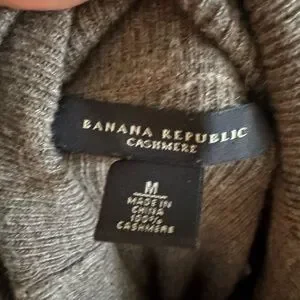 BANANA REPUBLIC
CASHMERE
M
MADE IN
CHINA
100%
CASHMERE